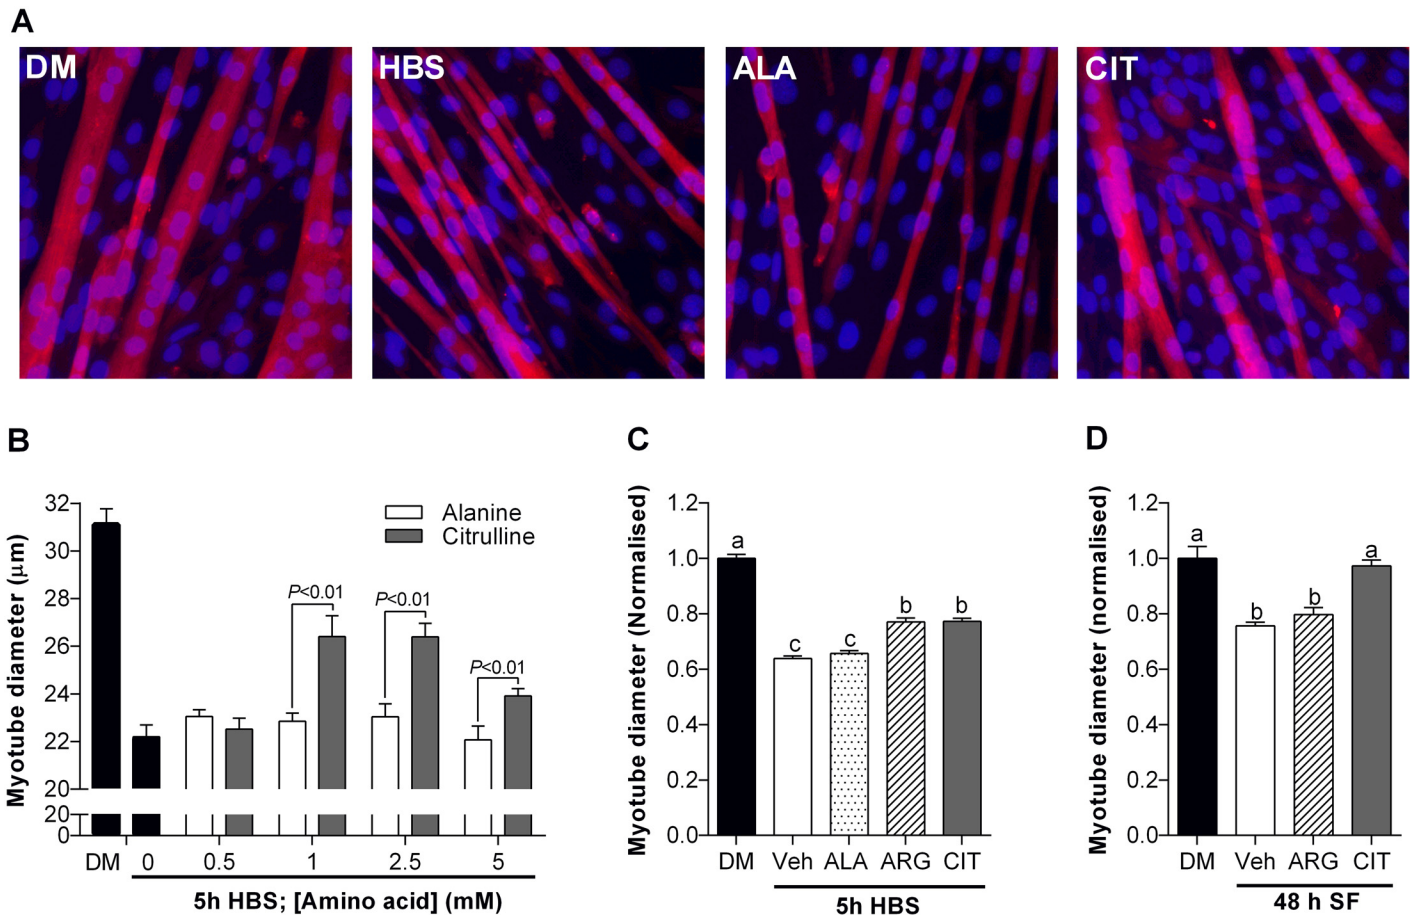 A
DM
HBS
ALA
CIT
B
Myotube diameter (μm)
32
30
28
26
24
22
20
20
0
Alanine
Citrulline
P<0.01
P<0.01
P<0.01
DM
0
0.5
1
2.5
5
5h HBS; [Amino acid] (mM)
C
Myotube diameter (Normalised)
1.2
1.0
0.8
0.6
0.4
0.2
0.0
a
c
c
b
b
DM
Veh
ALA
ARG
CIT
5h HBS
D
Myotube diameter (normalised)
1.2
1.0
0.8
0.6
0.4
0.2
0.0
a
b
b
a
DM
Veh
ARG
CIT
48 h SF